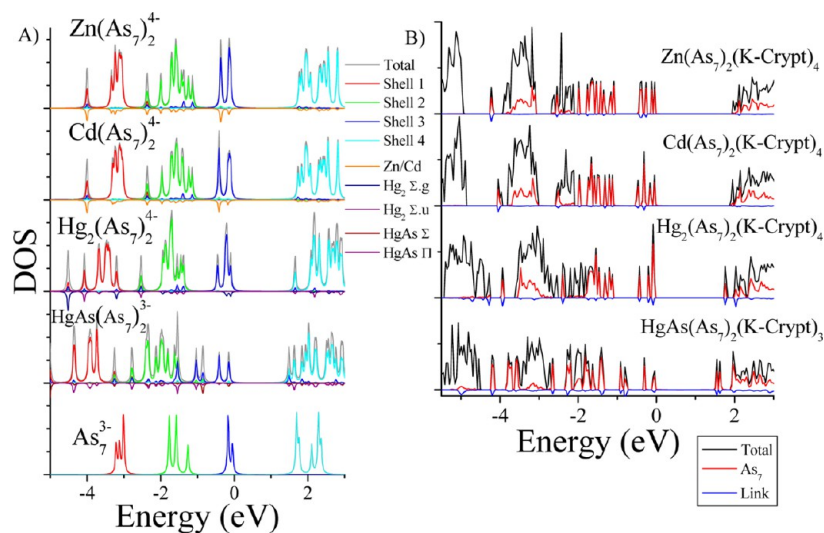 A)
Zn(As7)2 4-
Cd(As7)2 4-
Hg2(As7)2 4-
HgAs(As7)2 3-
As7 3-
DOS
-4 -2 0 2
Energy (eV)
Total
Shell 1
Shell 2
Shell 3
Shell 4
Zn/Cd
Hg2 Σ.g
Hg2 Σ.u
HgAs Σ
HgAs Π
B)
Zn(As7)2(K-Crypt)4
Cd(As7)2(K-Crypt)4
Hg2(As7)2(K-Crypt)4
HgAs(As7)2(K-Crypt)3
-4 -2 0 2
Energy (eV)
Total
As7
Link